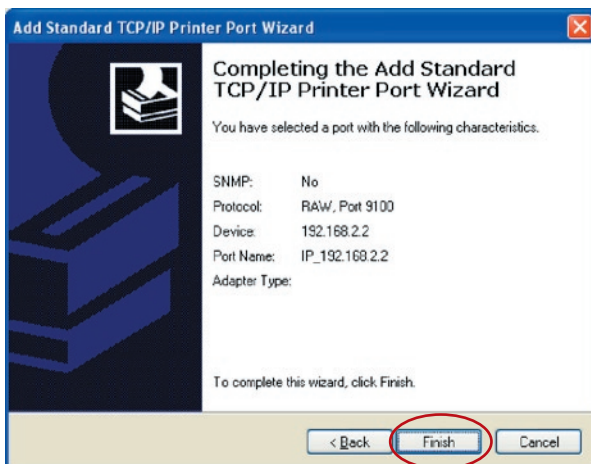 Add Standard TCP/IP Printer Port Wizard
Completing the Add Standard
TCP/IP Printer Port Wizard
You have selected a port with the following characteristics.
SNMP: No
Protocol: RAW, Port 9100
Device: 192.168.2.2
Port Name: IP_192.168.2.2
Adapter Type:
To complete this wizard, click Finish.
< Back Finish Cancel